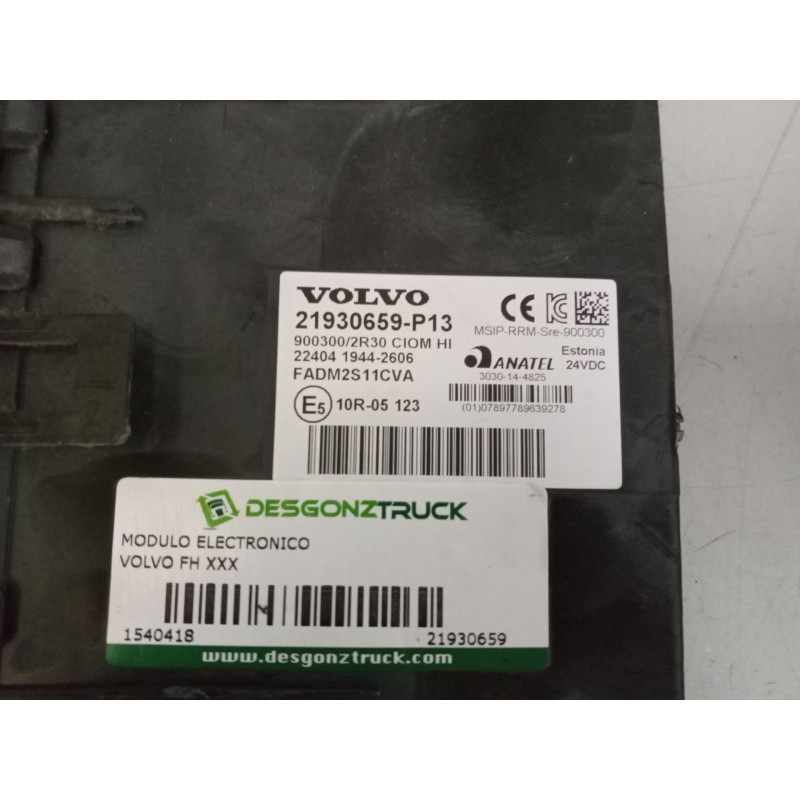 VOLVO
21930659-P13
900300/2R30 CIOM HI
22404 1944-2606
FADM2S11CVA
E5 10R-05 123
CE KC
MSIP-RRM-Sre-900300
ANATEL
3030-14-4825
Estonia
24VDC
(01)07897789639278
DESGONZTRUCK
MODULO ELECTRONICO
VOLVO FH XXX
1540418 21930659
www.desgonztruck.com